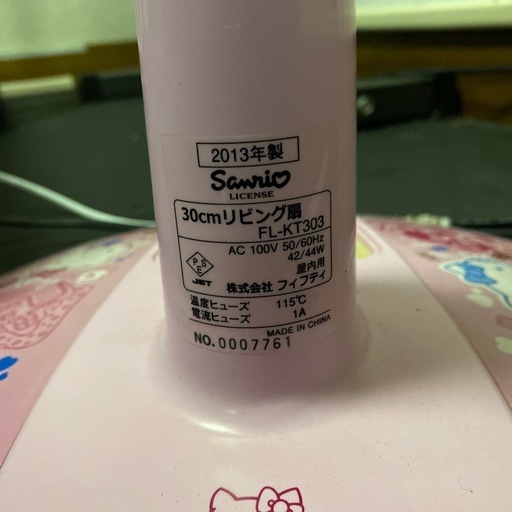 2013年製
Sanrio
LICENSE
30cmリビング扇
FL-KT303
AC 100V 50/60Hz
42/44W
屋内用
PSE
JET
株式会社 フィフティ
温度ヒューズ 115℃
電流ヒューズ 1A
MADE IN CHINA
NO. 0007761